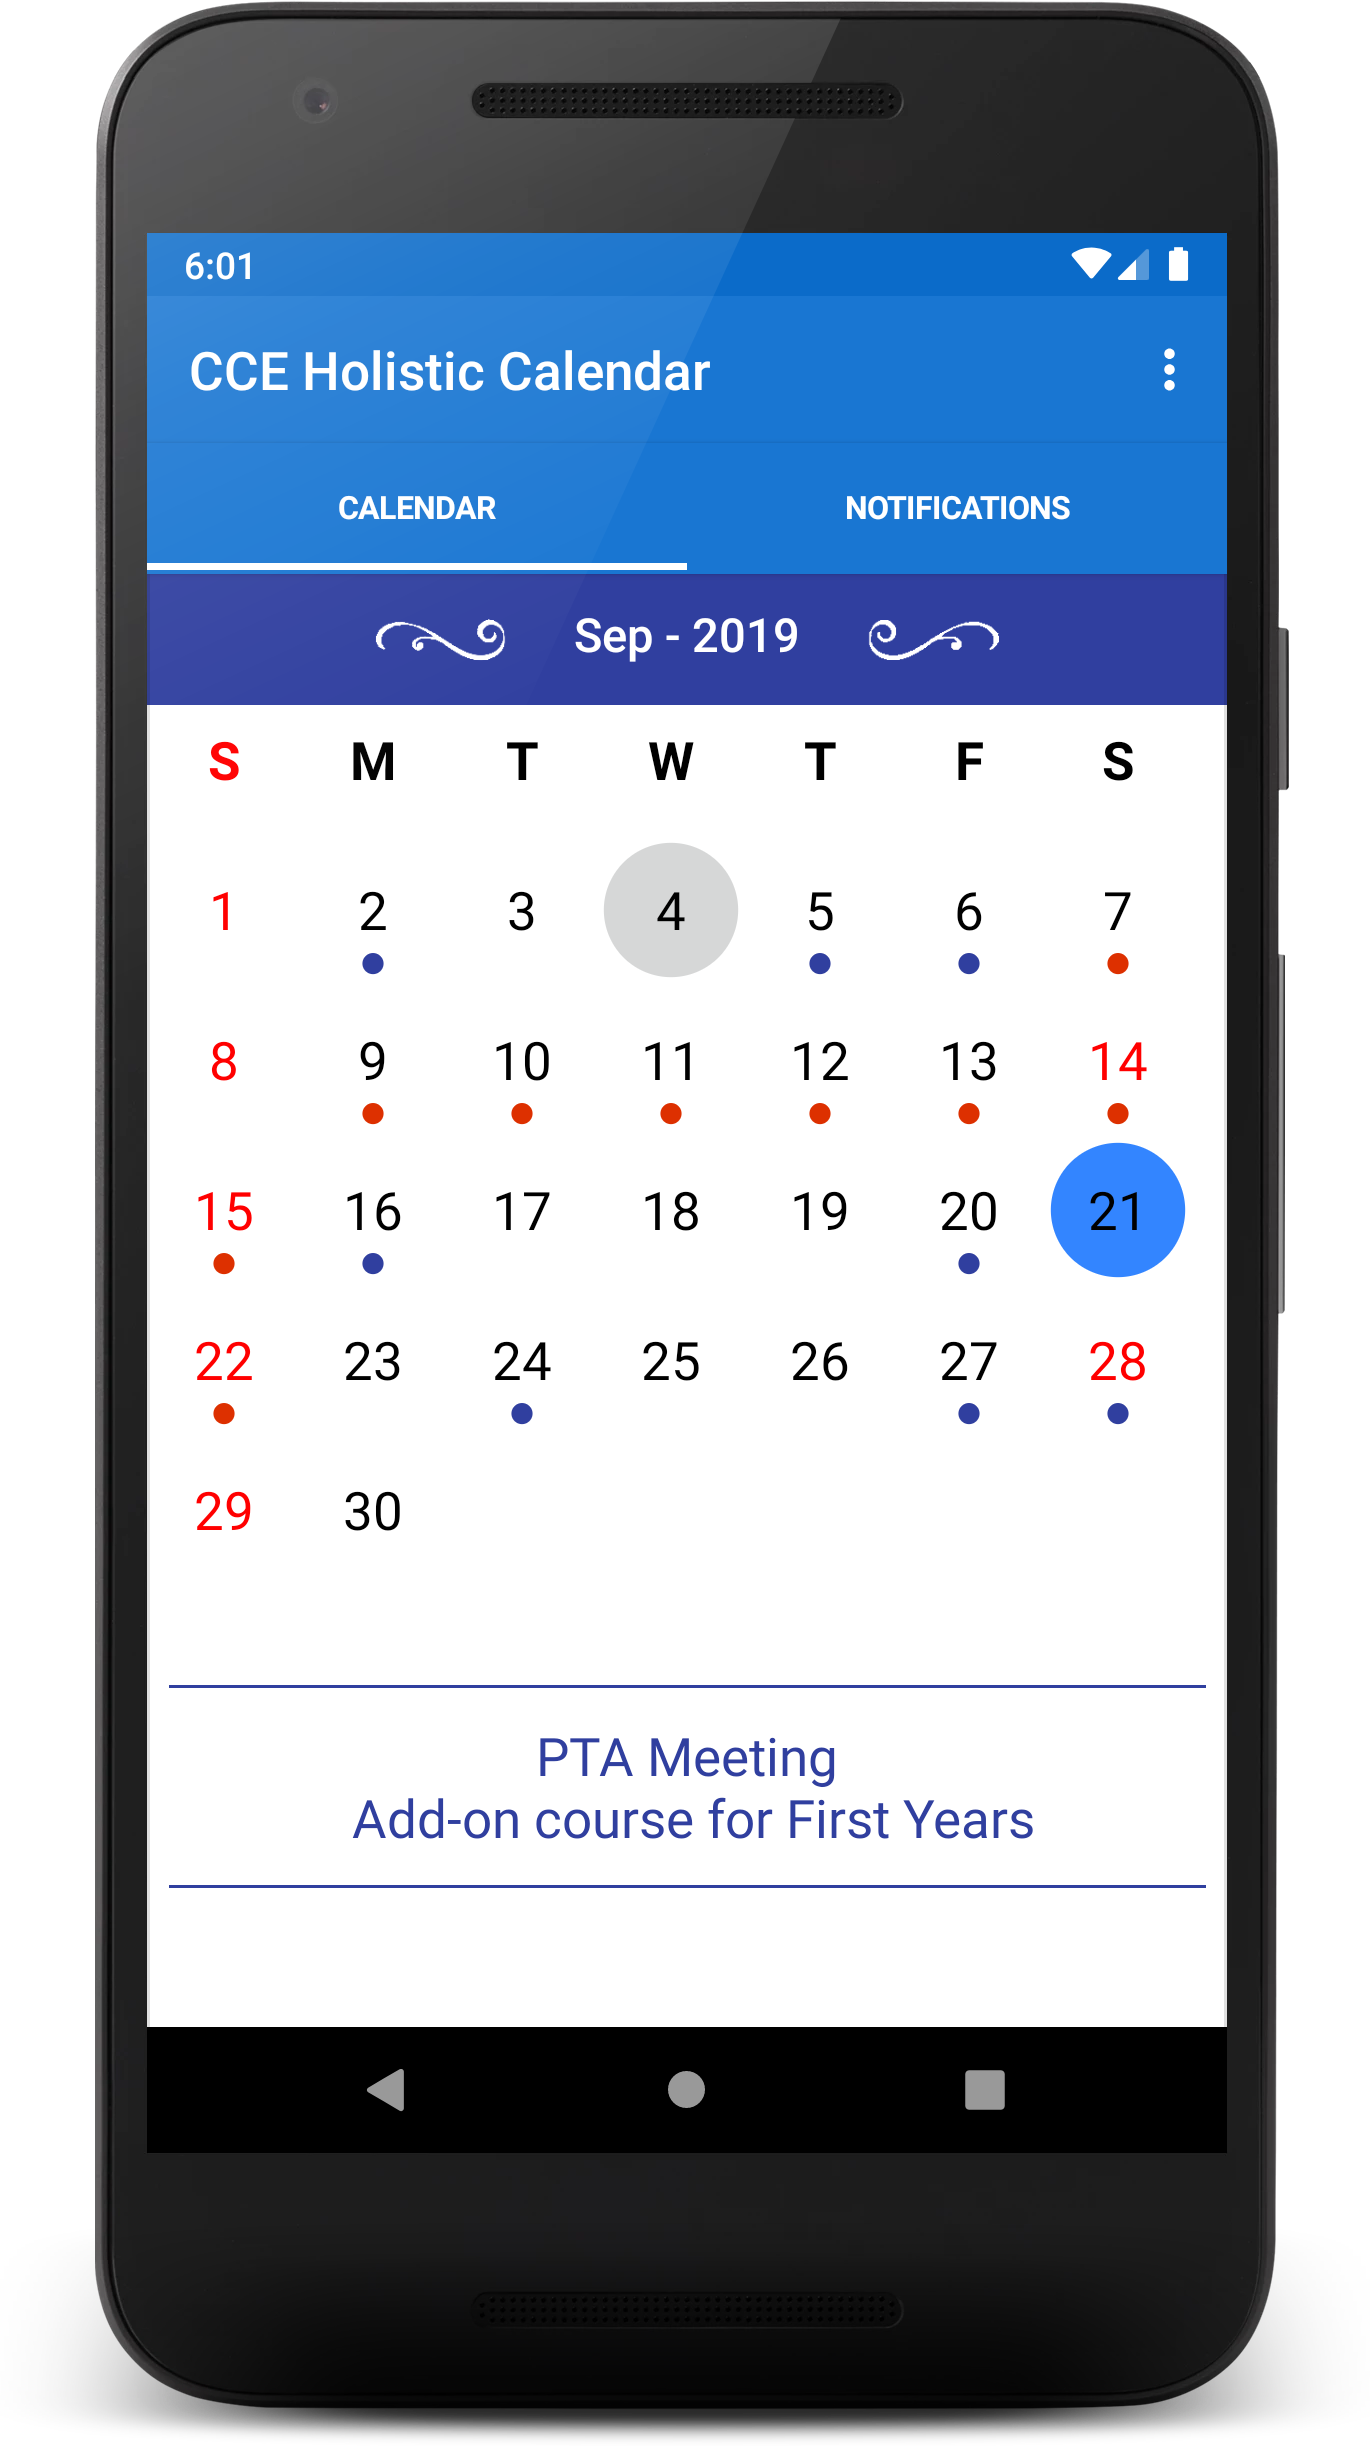 6:01
CCE Holistic Calendar
CALENDAR NOTIFICATIONS
Sep - 2019
S M T W T F S
1 2 3 4 5 6 7
8 9 10 11 12 13 14
15 16 17 18 19 20 21
22 23 24 25 26 27 28
29 30
PTA Meeting
Add-on course for First Years